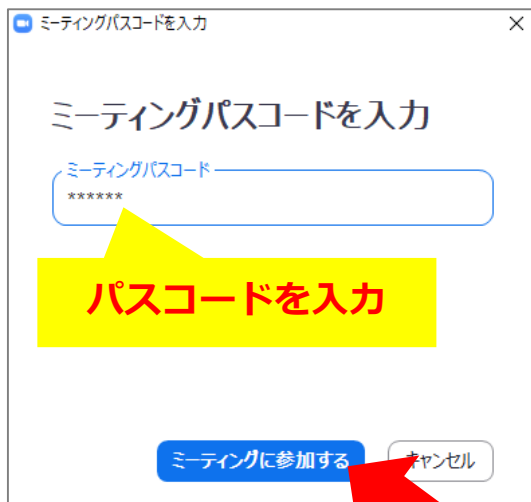 ミーティングパスコードを入力
ミーティングパスコードを入力
ミーティングパスコード
******
パスコードを入力
ミーティングに参加する
キャンセル